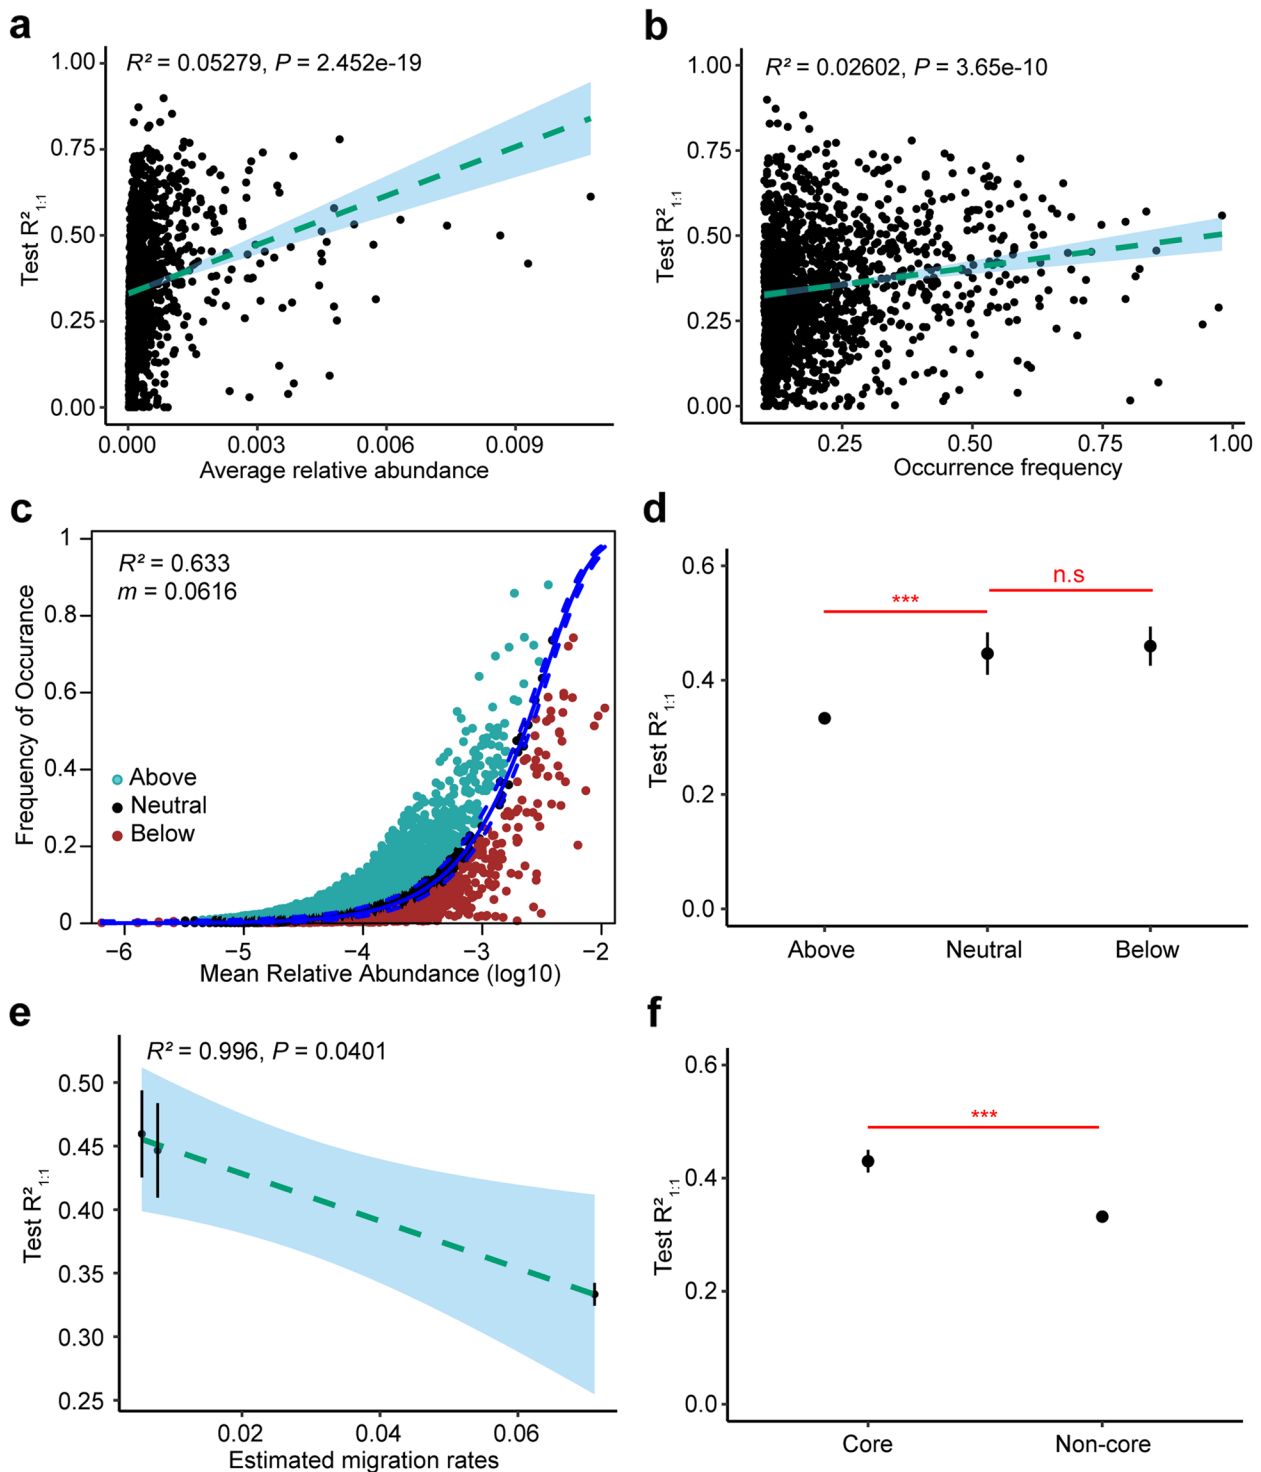 a
R² = 0.05279, P = 2.452e-19
1.00
0.75
0.50
0.25
0.00
Test R²1:1
0.000
0.003
0.006
0.009
Average relative abundance
b
R² = 0.02602, P = 3.65e-10
1.00
0.75
0.50
0.25
0.00
Test R²1:1
0.25
0.50
0.75
1.00
Occurrence frequency
c
R² = 0.633
m = 0.0616
1
0.8
0.6
0.4
0.2
0
Frequency of Occurance
Above
Neutral
Below
−6
−5
−4
−3
−2
Mean Relative Abundance (log10)
d
0.6
0.4
0.2
0.0
Test R²1:1
***
n.s
Above
Neutral
Below
e
R² = 0.996, P = 0.0401
0.50
0.45
0.40
0.35
0.30
0.25
Test R²1:1
0.02
0.04
0.06
Estimated migration rates
f
0.6
0.4
0.2
0.0
Test R²1:1
***
Core
Non-core